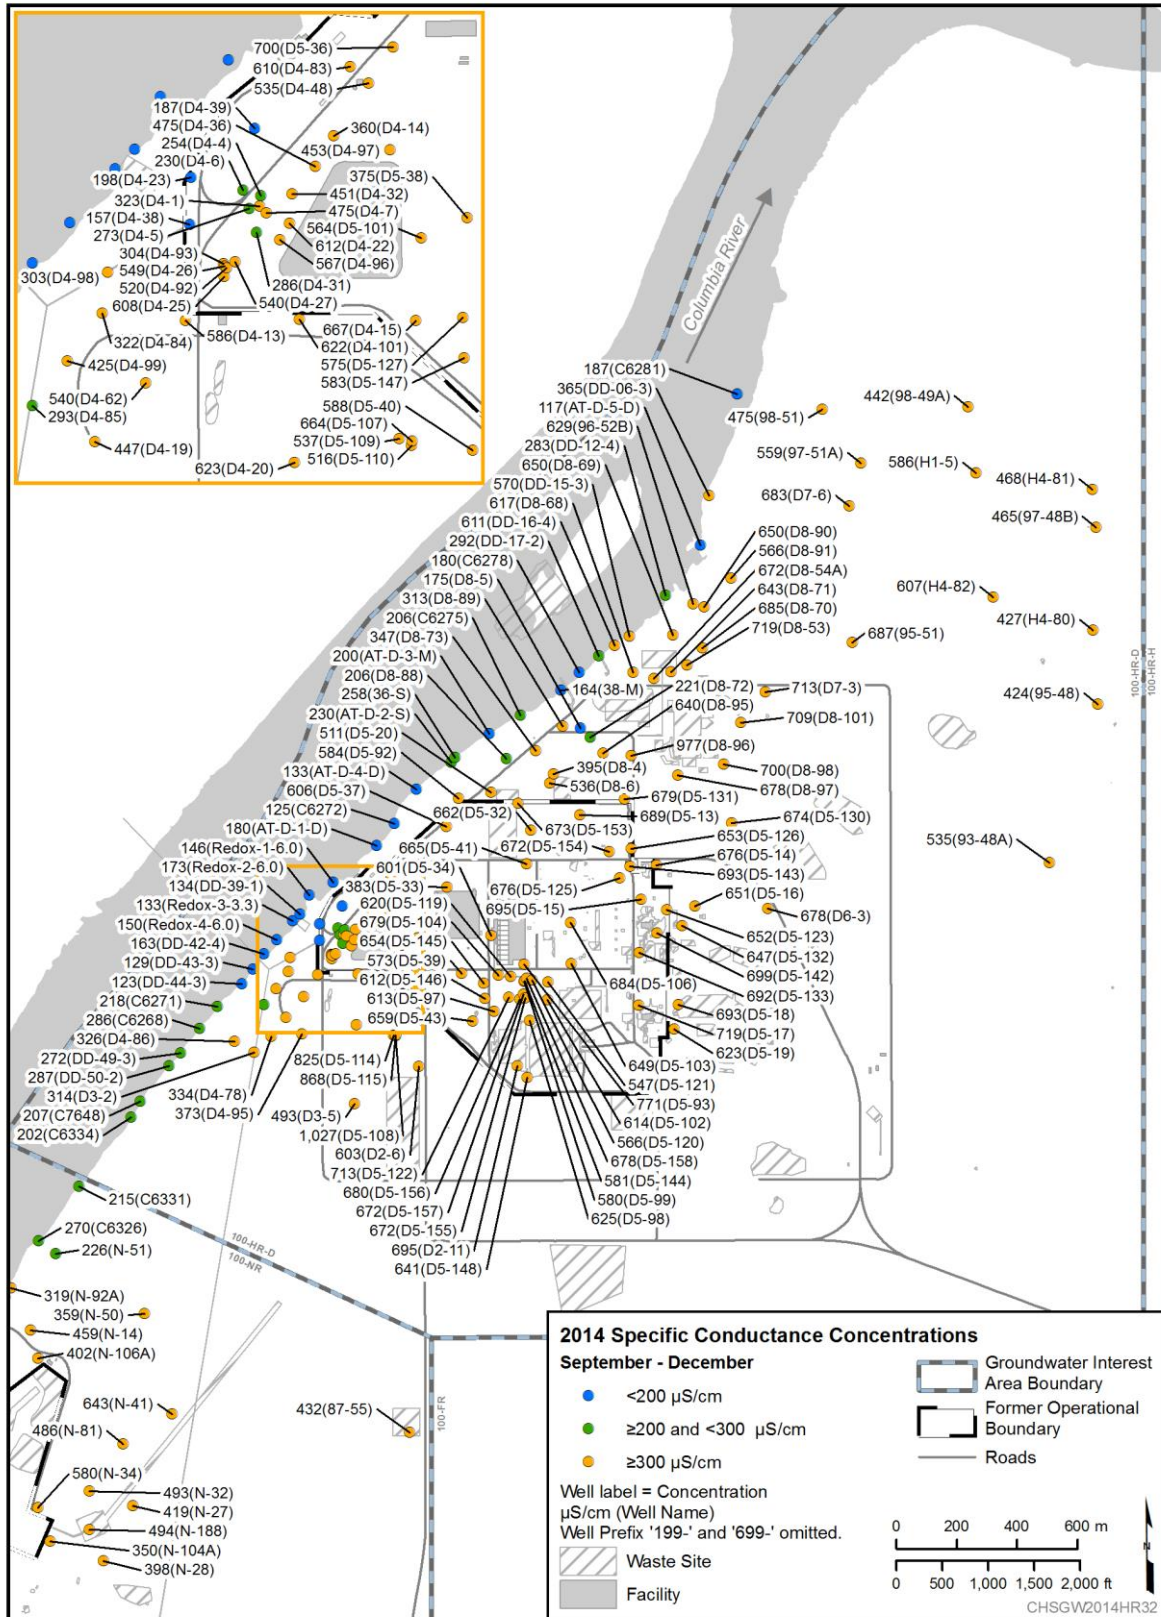 700(D5-36)
610(D4-83)
535(D4-48)
187(D4-39)
475(D4-36)
254(D4-4)
230(D4-6)
360(D4-14)
453(D4-97)
375(D5-38)
198(D4-23)
323(D4-1)
157(D4-38)
273(D4-5)
451(D4-32)
475(D4-7)
564(D5-101)
612(D4-22)
567(D4-96)
304(D4-93)
303(D4-98)
549(D4-26)
520(D4-92)
608(D4-25)
286(D4-31)
540(D4-27)
586(D4-13)
322(D4-84)
667(D4-15)
622(D4-101)
575(D5-127)
583(D5-147)
425(D4-99)
540(D4-62)
293(D4-85)
447(D4-19)
588(D5-40)
664(D5-107)
537(D5-109)
516(D5-110)
623(D4-20)
Columbia River
187(C6281)
365(DD-06-3)
117(AT-D-5-D)
629(96-52B)
283(DD-12-4)
650(D8-69)
570(DD-15-3)
617(D8-68)
611(DD-16-4)
292(DD-17-2)
180(C6278)
175(D8-5)
313(D8-89)
206(C6275)
347(D8-73)
200(AT-D-3-M)
206(D8-88)
258(36-S)
230(AT-D-2-S)
511(D5-20)
584(D5-92)
133(AT-D-4-D)
606(D5-37)
125(C6272)
180(AT-D-1-D)
146(Redox-1-6.0)
173(Redox-2-6.0)
134(DD-39-1)
133(Redox-3-3.3)
150(Redox-4-6.0)
163(DD-42-4)
129(DD-43-3)
123(DD-44-3)
218(C6271)
286(C6268)
326(D4-86)
272(DD-49-3)
287(DD-50-2)
314(D3-2)
207(C7648)
202(C6334)
475(98-51)
442(98-49A)
559(97-51A)
586(H1-5)
468(H4-81)
683(D7-6)
465(97-48B)
650(D8-90)
566(D8-91)
672(D8-54A)
643(D8-71)
685(D8-70)
719(D8-53)
607(H4-82)
427(H4-80)
687(95-51)
100-HR-D
100-HR-H
424(95-48)
164(38-M)
221(D8-72)
640(D8-95)
713(D7-3)
709(D8-101)
977(D8-96)
395(D8-4)
536(D8-6)
700(D8-98)
678(D8-97)
679(D5-131)
662(D5-32)
689(D5-13)
674(D5-130)
673(D5-153)
672(D5-154)
653(D5-126)
535(93-48A)
665(D5-41)
601(D5-34)
676(D5-14)
693(D5-143)
383(D5-33)
676(D5-125)
651(D5-16)
620(D5-119)
695(D5-15)
678(D6-3)
679(D5-104)
652(D5-123)
654(D5-145)
647(D5-132)
573(D5-39)
699(D5-142)
612(D5-146)
684(D5-106)
692(D5-133)
613(D5-97)
659(D5-43)
693(D5-18)
719(D5-17)
623(D5-19)
825(D5-114)
868(D5-115)
334(D4-78)
373(D4-95)
493(D3-5)
1,027(D5-108)
603(D2-6)
713(D5-122)
680(D5-156)
672(D5-157)
672(D5-155)
695(D2-11)
641(D5-148)
649(D5-103)
547(D5-121)
771(D5-93)
614(D5-102)
566(D5-120)
678(D5-158)
581(D5-144)
580(D5-99)
625(D5-98)
215(C6331)
270(C6326)
226(N-51)
100-HR-D
100-NR
319(N-92A)
359(N-50)
459(N-14)
402(N-106A)
643(N-41)
486(N-81)
432(87-55)
100-FR
580(N-34)
493(N-32)
419(N-27)
494(N-188)
350(N-104A)
398(N-28)
2014 Specific Conductance Concentrations
September - December
<200 µS/cm
≥200 and <300 µS/cm
≥300 µS/cm
Well label = Concentration
µS/cm (Well Name)
Well Prefix '199-' and '699-' omitted.
Waste Site
Facility
Groundwater Interest
Area Boundary
Former Operational
Boundary
Roads
0 200 400 600 m
0 500 1,000 1,500 2,000 ft
N
CHSGW2014HR32